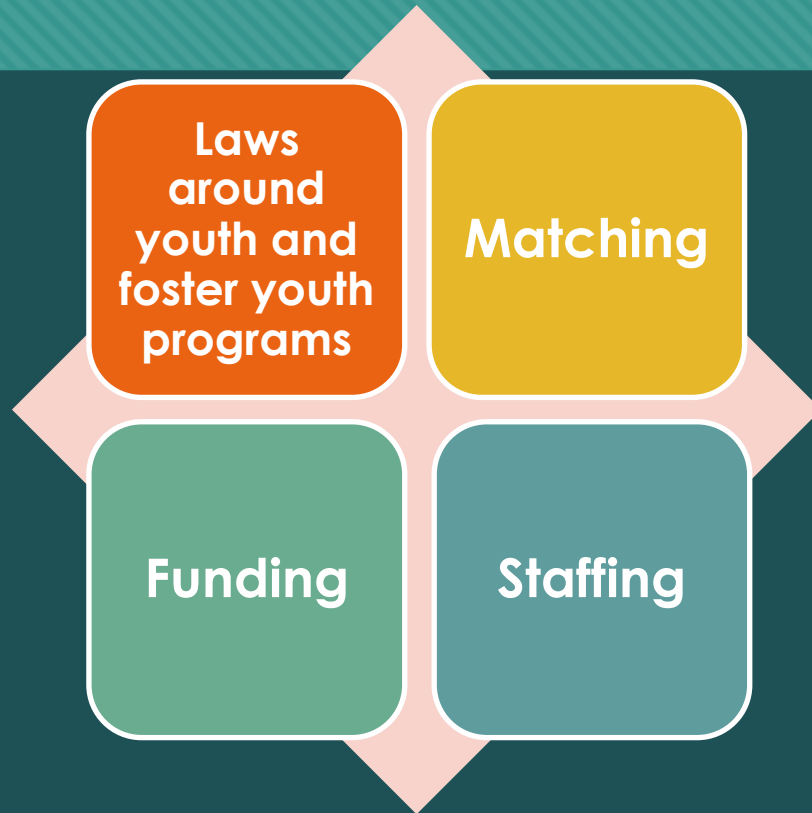 Laws
around
youth and
foster youth
programs
Matching
Funding
Staffing